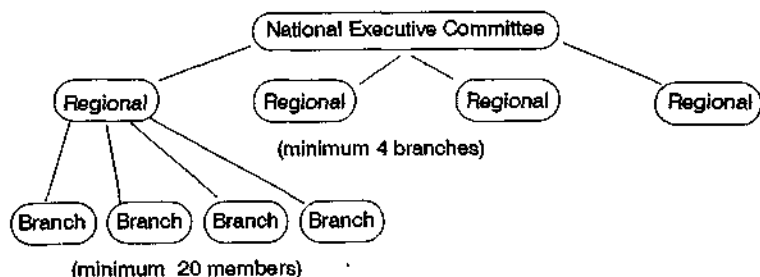 National Executive Committee
Regional Regional Regional Regional
(minimum 4 branches)
Branch Branch Branch Branch
(minimum 20 members)